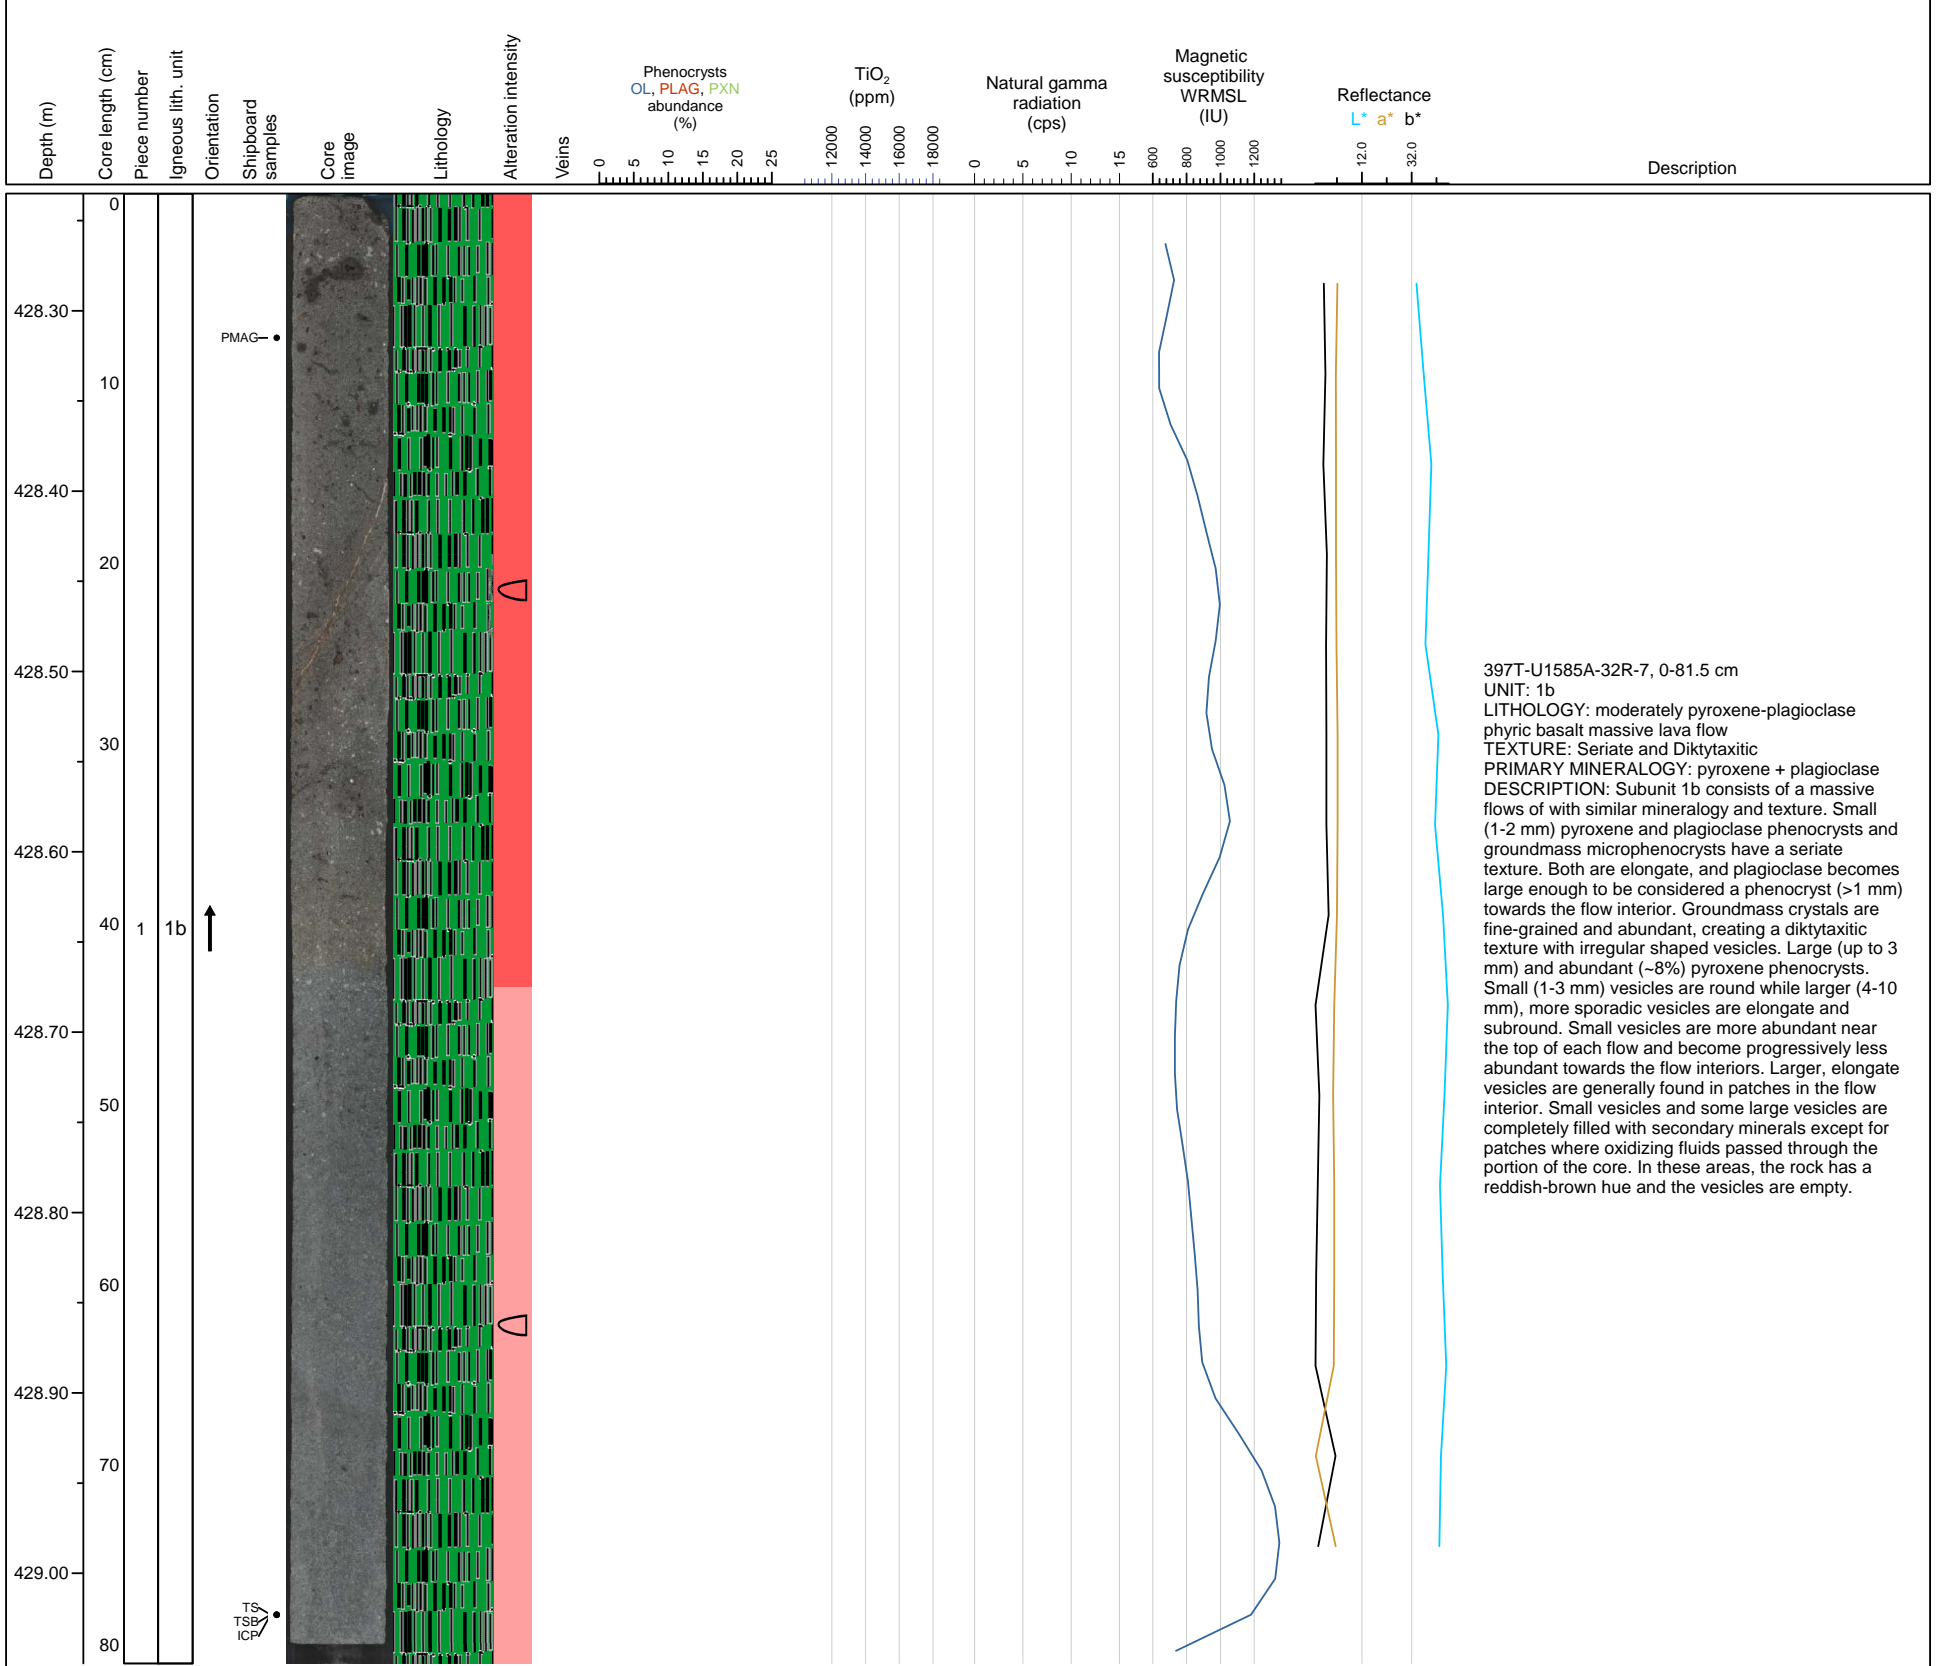 Depth (m)
Core length (cm)
Piece number
Igneous lith. unit
Orientation
Shipboard
samples
Core
image
Lithology
Alteration intensity
Veins
Phenocrysts
OL, PLAG, PXN
abundance
(%)
0 5 10 15 20 25
TiO2
(ppm)
12000 14000 16000 18000
Natural gamma
radiation
(cps)
0 5 10 15
Magnetic
susceptibility
WRMSL
(IU)
600 800 1000 1200
Reflectance
L* a* b*
12.0 32.0
Description
0
428.30
PMAG
10
428.40
20
428.50
30
428.60
40 1 1b
428.70
50
428.80
60
428.90
70
429.00
TS
TSB
ICP
80
397T-U1585A-32R-7, 0-81.5 cm
UNIT: 1b
LITHOLOGY: moderately pyroxene-plagioclase
phyric basalt massive lava flow
TEXTURE: Seriate and Diktytaxitic
PRIMARY MINERALOGY: pyroxene + plagioclase
DESCRIPTION: Subunit 1b consists of a massive
flows of with similar mineralogy and texture. Small
(1-2 mm) pyroxene and plagioclase phenocrysts and
groundmass microphenocrysts have a seriate
texture. Both are elongate, and plagioclase becomes
large enough to be considered a phenocryst (>1 mm)
towards the flow interior. Groundmass crystals are
fine-grained and abundant, creating a diktytaxitic
texture with irregular shaped vesicles. Large (up to 3
mm) and abundant (~8%) pyroxene phenocrysts.
Small (1-3 mm) vesicles are round while larger (4-10
mm), more sporadic vesicles are elongate and
subround. Small vesicles are more abundant near
the top of each flow and become progressively less
abundant towards the flow interiors. Larger, elongate
vesicles are generally found in patches in the flow
interior. Small vesicles and some large vesicles are
completely filled with secondary minerals except for
patches where oxidizing fluids passed through the
portion of the core. In these areas, the rock has a
reddish-brown hue and the vesicles are empty.